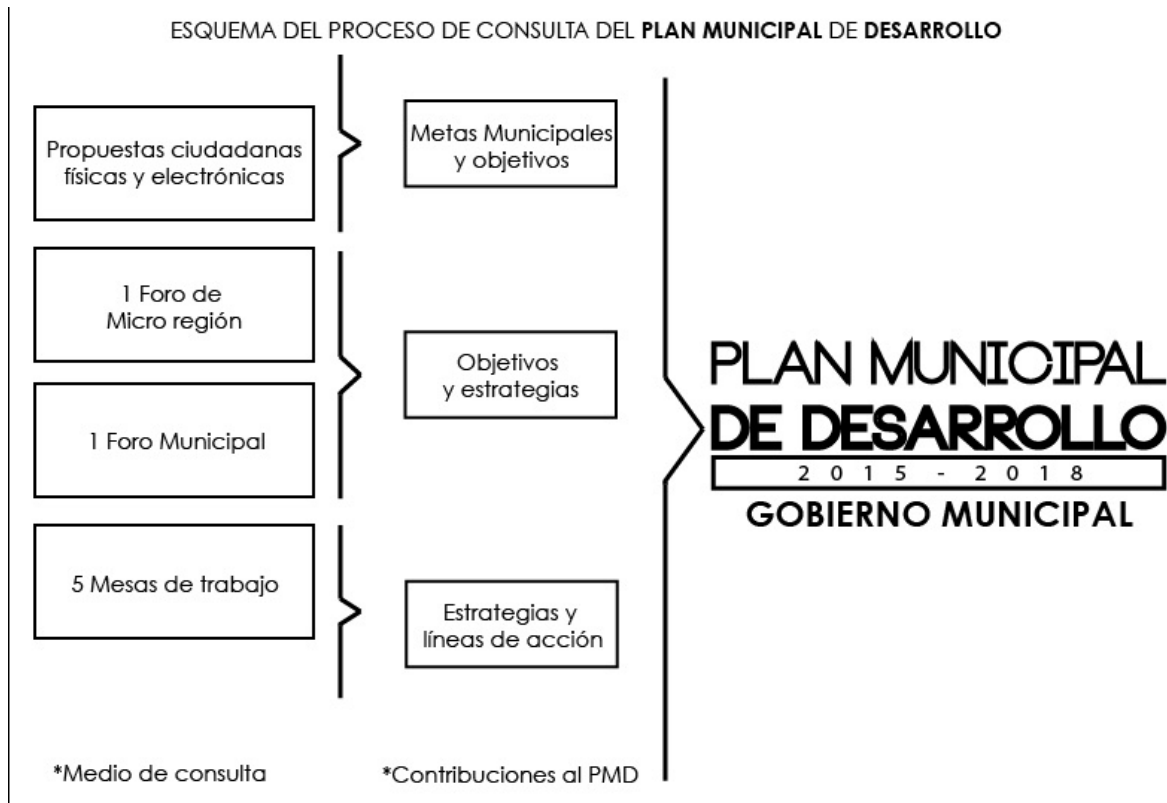 ESQUEMA DEL PROCESO DE CONSULTA DEL PLAN MUNICIPAL DE DESARROLLO
Propuestas ciudadanas
físicas y electrónicas
1 Foro de
Micro región
1 Foro Municipal
5 Mesas de trabajo
*Medio de consulta
Metas Municipales
y objetivos
Objetivos
y estrategias
Estrategias y
líneas de acción
*Contribuciones al PMD
PLAN MUNICIPAL
DE DESARROLLO
2015 - 2018
GOBIERNO MUNICIPAL